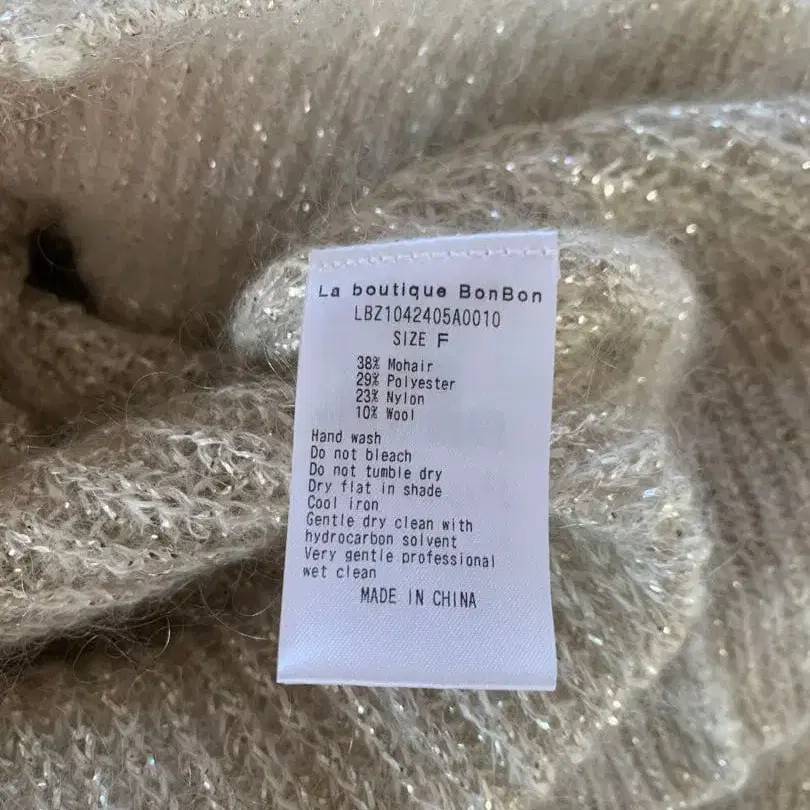 La boutique BonBon
LBZ1042405A0010
SIZE F
38% Mohair
29% Polyester
23% Nylon
10% Wool
Hand wash
Do not bleach
Do not tumble dry
Dry flat in shade
Cool iron
Gentle dry clean with
hydrocarbon solvent
Very gentle professional
wet clean
MADE IN CHINA